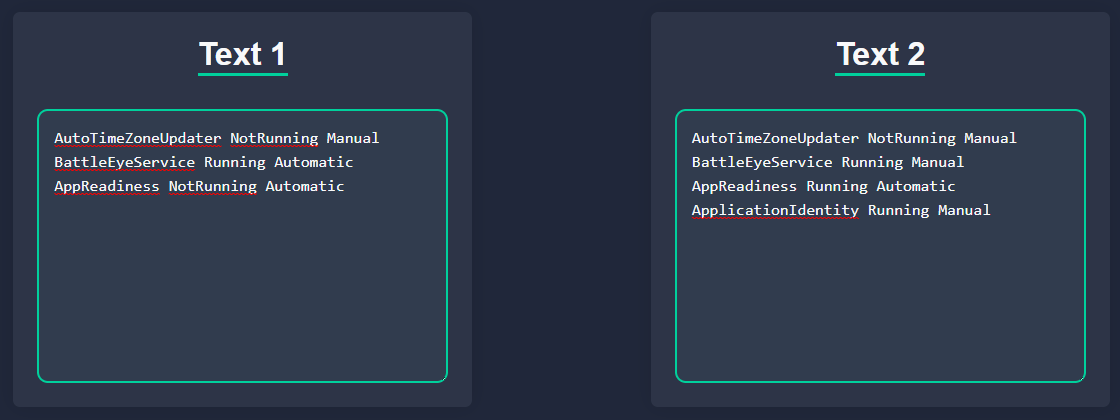 Text 1
AutoTimeZoneUpdater NotRunning Manual
BattleEyeService Running Automatic
AppReadiness NotRunning Automatic
Text 2
AutoTimeZoneUpdater NotRunning Manual
BattleEyeService Running Manual
AppReadiness Running Automatic
ApplicationIdentity Running Manual